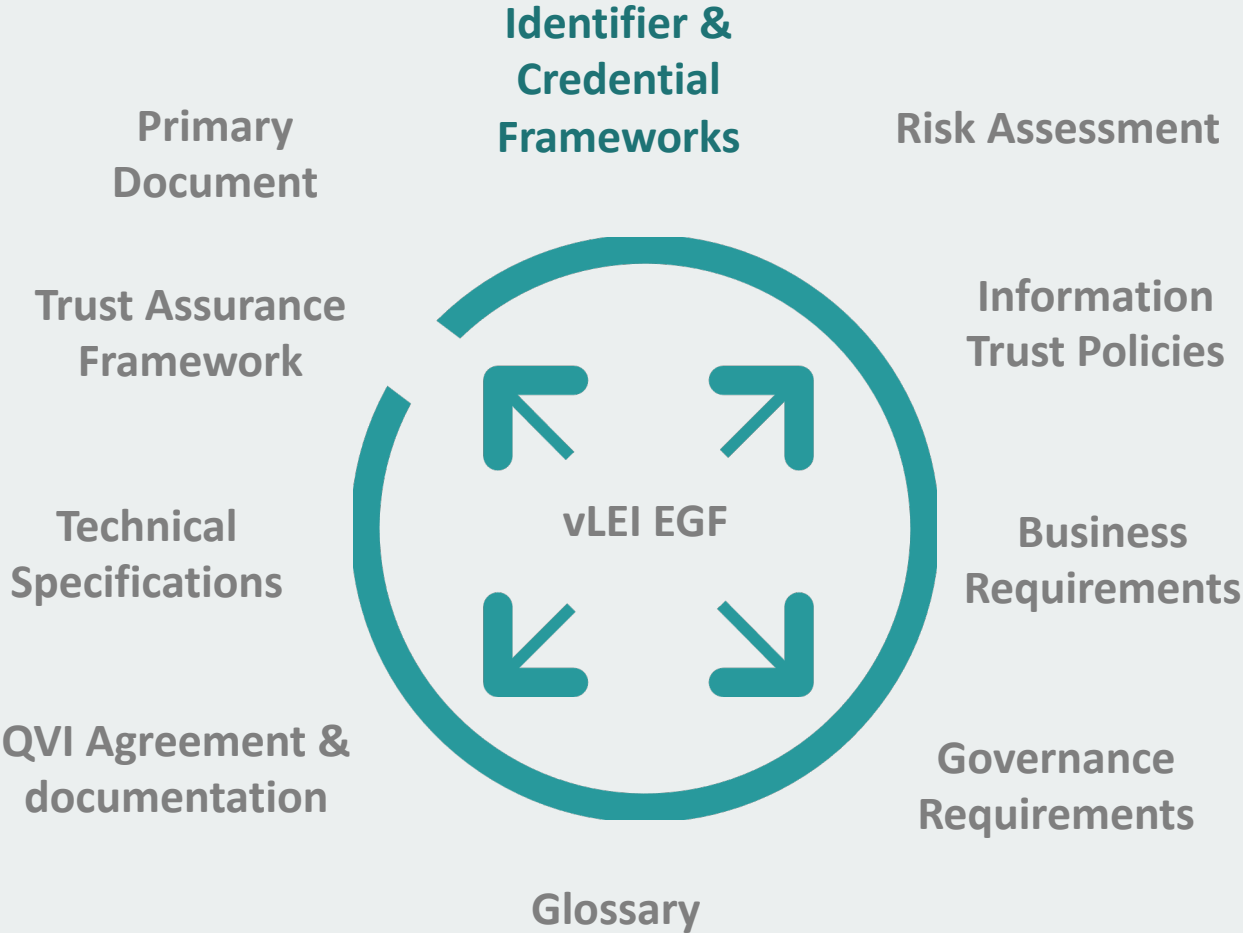 Identifier &
Credential
Frameworks
Primary
Document
Risk Assessment
Trust Assurance
Framework
Information
Trust Policies
Technical
Specifications
vLEI EGF
Business
Requirements
QVI Agreement &
documentation
Governance
Requirements
Glossary